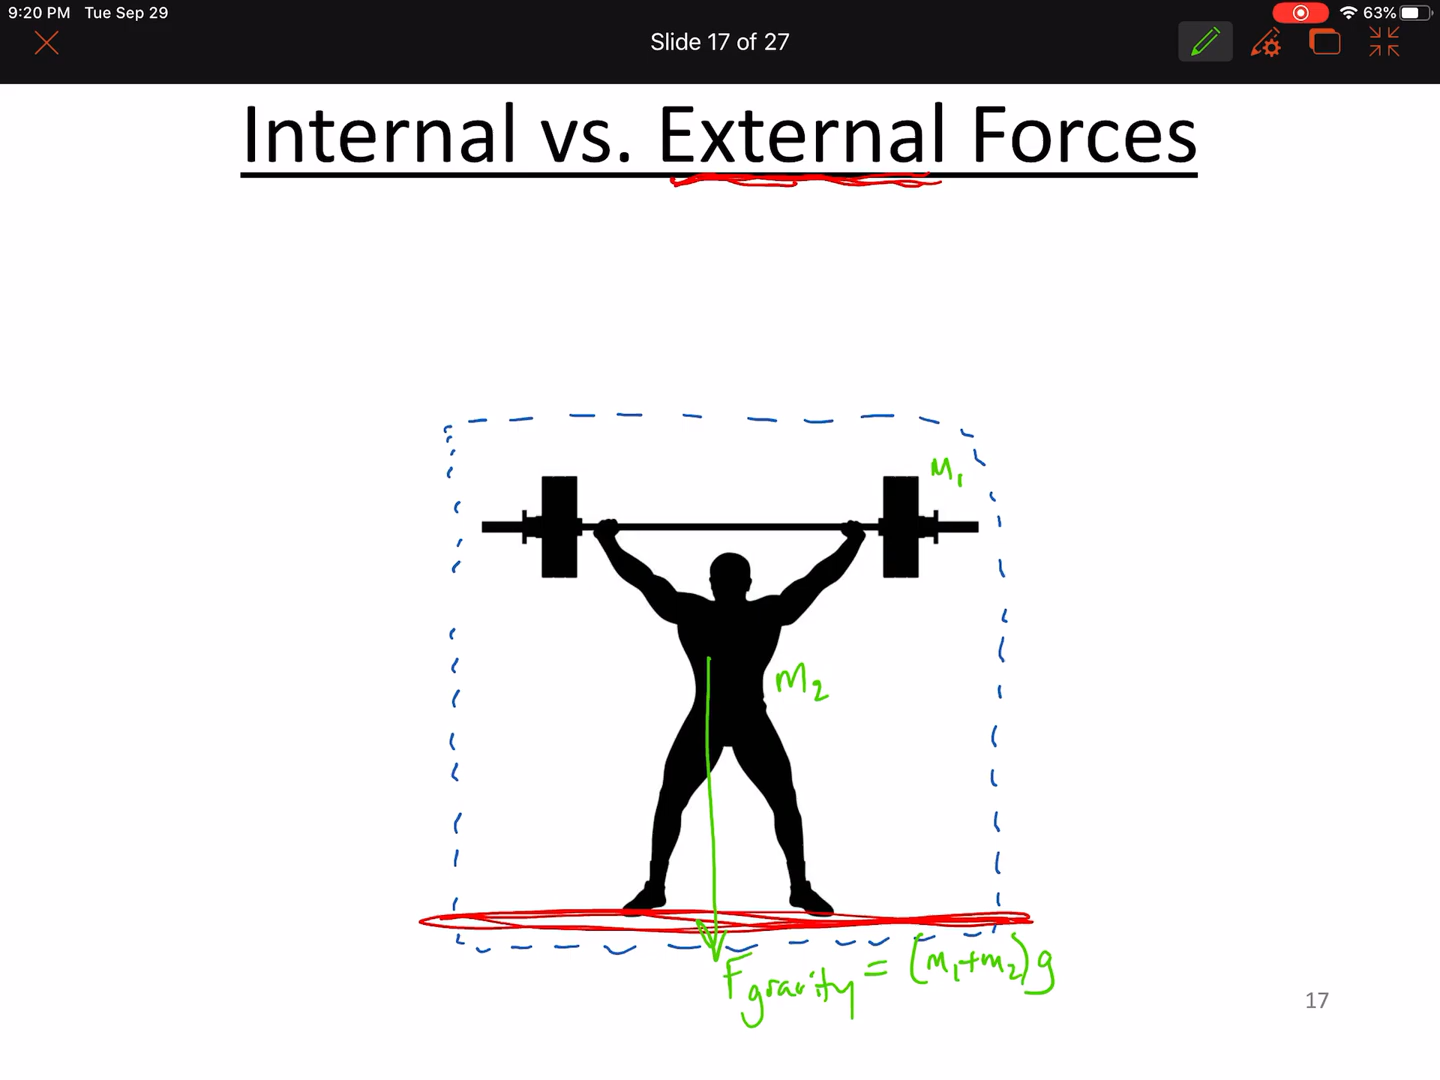 9:20 PM Tue Sep 29
63%
Slide 17 of 27
Internal vs. External Forces
M₁
M₂
Fgravity = (m₁+m₂)g
17